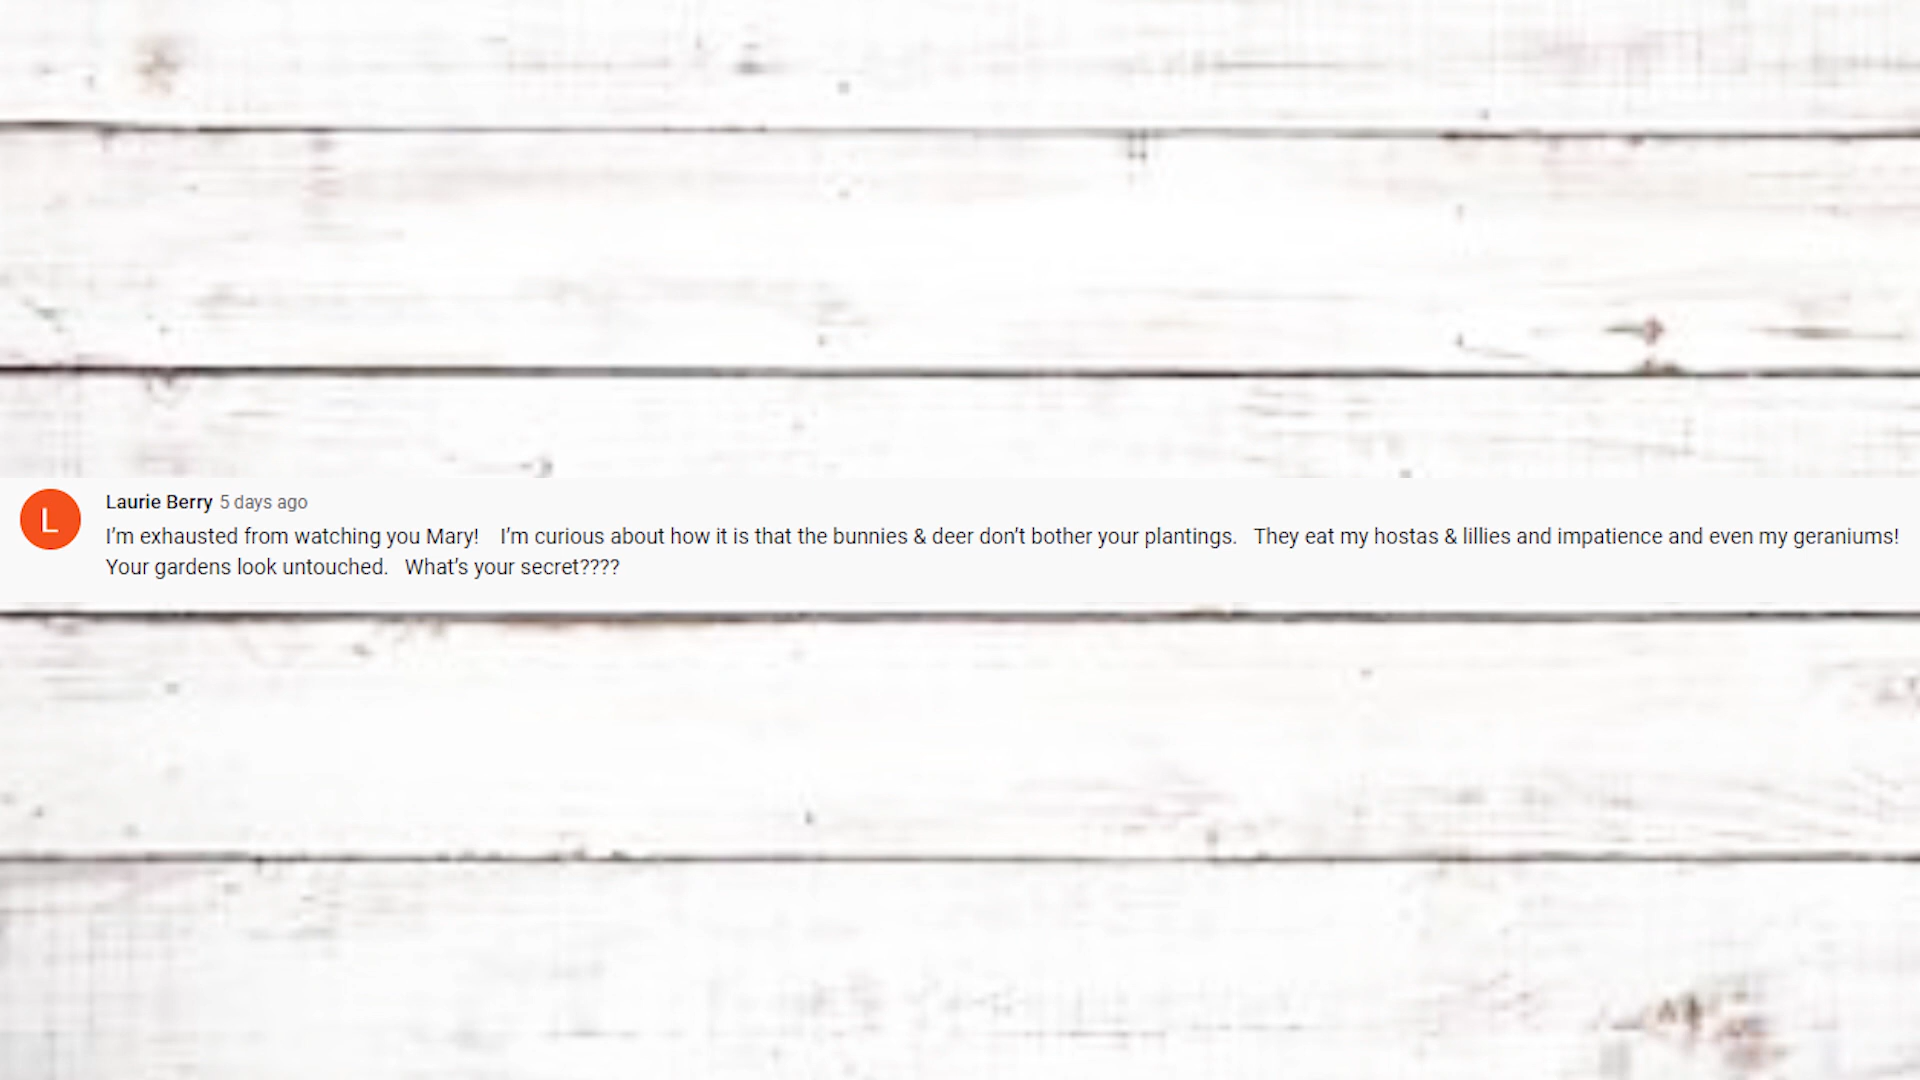 L
Laurie Berry 5 days ago
I’m exhausted from watching you Mary!    I’m curious about how it is that the bunnies & deer don’t bother your plantings.   They eat my hostas & lillies and impatience and even my geraniums!
Your gardens look untouched.   What’s your secret????